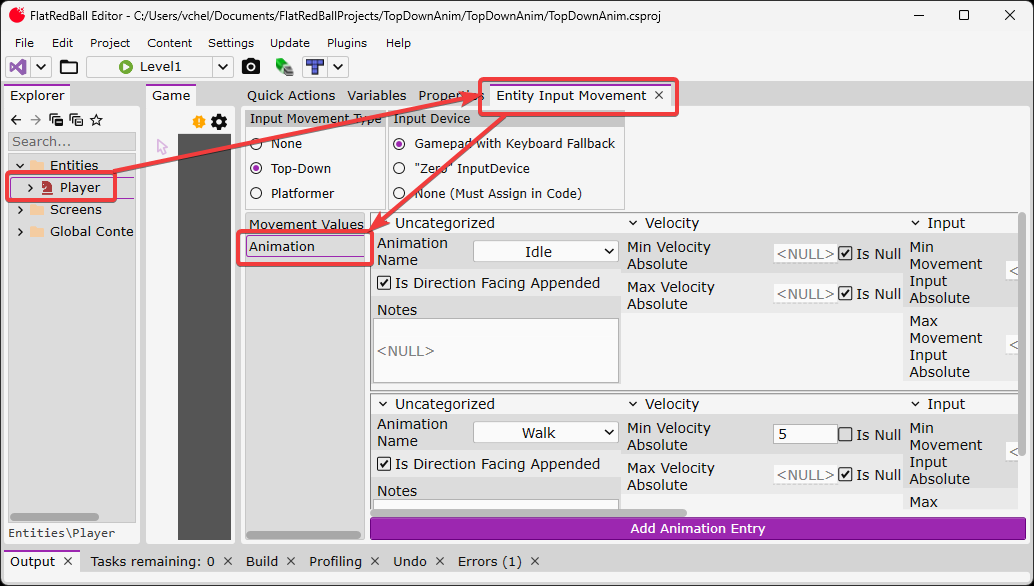 FlatRedBall Editor - C:/Users/vchel/Documents/FlatRedBallProjects/TopDownAnim/TopDownAnim/TopDownAnim.csproj
File Edit Project Content Settings Update Plugins Help
Level1
Explorer
Search...
Entities
Player
Screens
Global Conte
Entities\Player
Game
Quick Actions Variables Properties Entity Input Movement
Input Movement Type
None
Top-Down
Platformer
Input Device
Gamepad with Keyboard Fallback
"Zero" InputDevice
None (Must Assign in Code)
Movement Values
Animation
Uncategorized
Animation
Name
Idle
Is Direction Facing Appended
Notes
<NULL>
Velocity
Min Velocity
Absolute
<NULL> Is Null
Max Velocity
Absolute
<NULL> Is Null
Input
Min
Movement
Input
Absolute
<
Max
Movement
Input
Absolute
<
Uncategorized
Animation
Name
Walk
Is Direction Facing Appended
Notes
Velocity
Min Velocity
Absolute
5 Is Null
Max Velocity
Absolute
<NULL> Is Null
Input
Min
Movement
Input
Absolute
<
Max
Add Animation Entry
Output Tasks remaining: 0 Build Profiling Undo Errors (1)